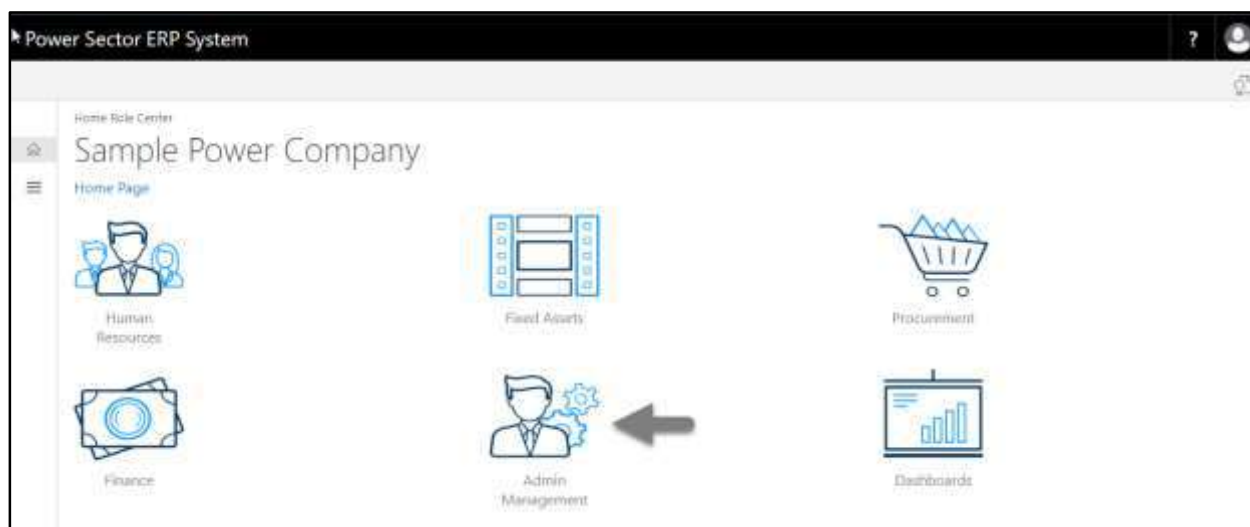 Power Sector ERP System
?
Home Role Center
Sample Power Company
Home Page
Human
Resources
Fixed Assets
Procurement
Finance
Admin
Management
Dashboards